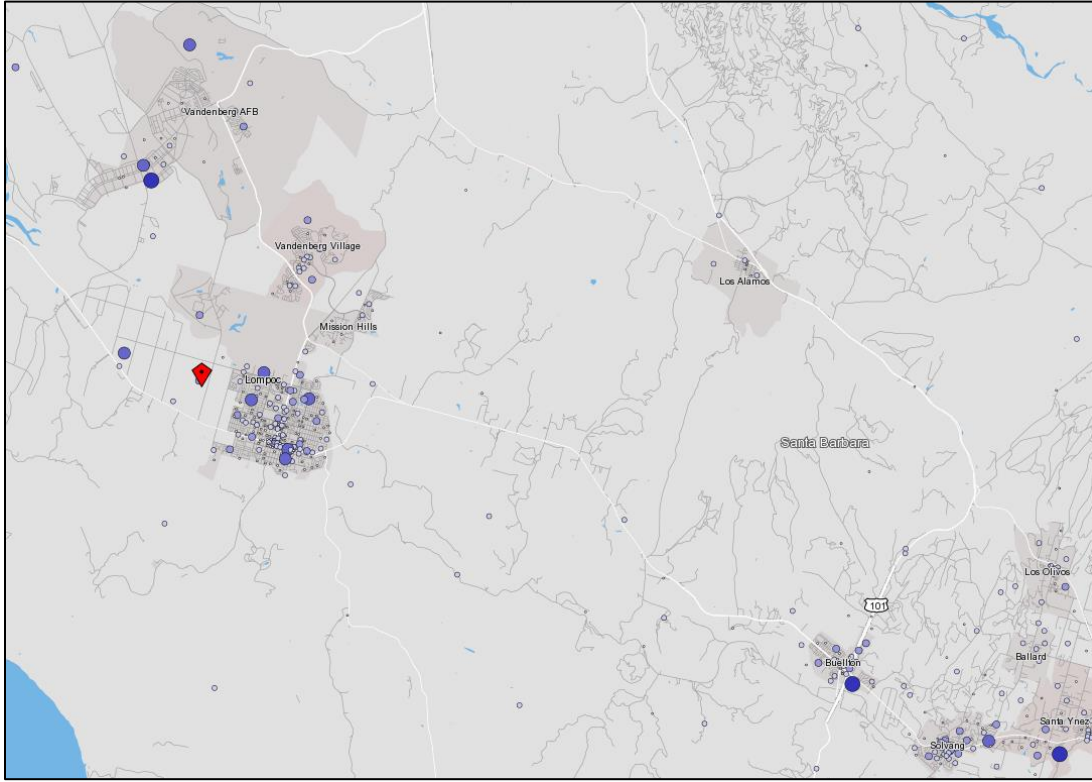 Vandenberg AFB
Vandenberg Village
Los Alamos
Mission Hills
Lompoc
Santa Barbara
Los Olivos
101
Ballard
Buellton
Santa Ynez
Solvang